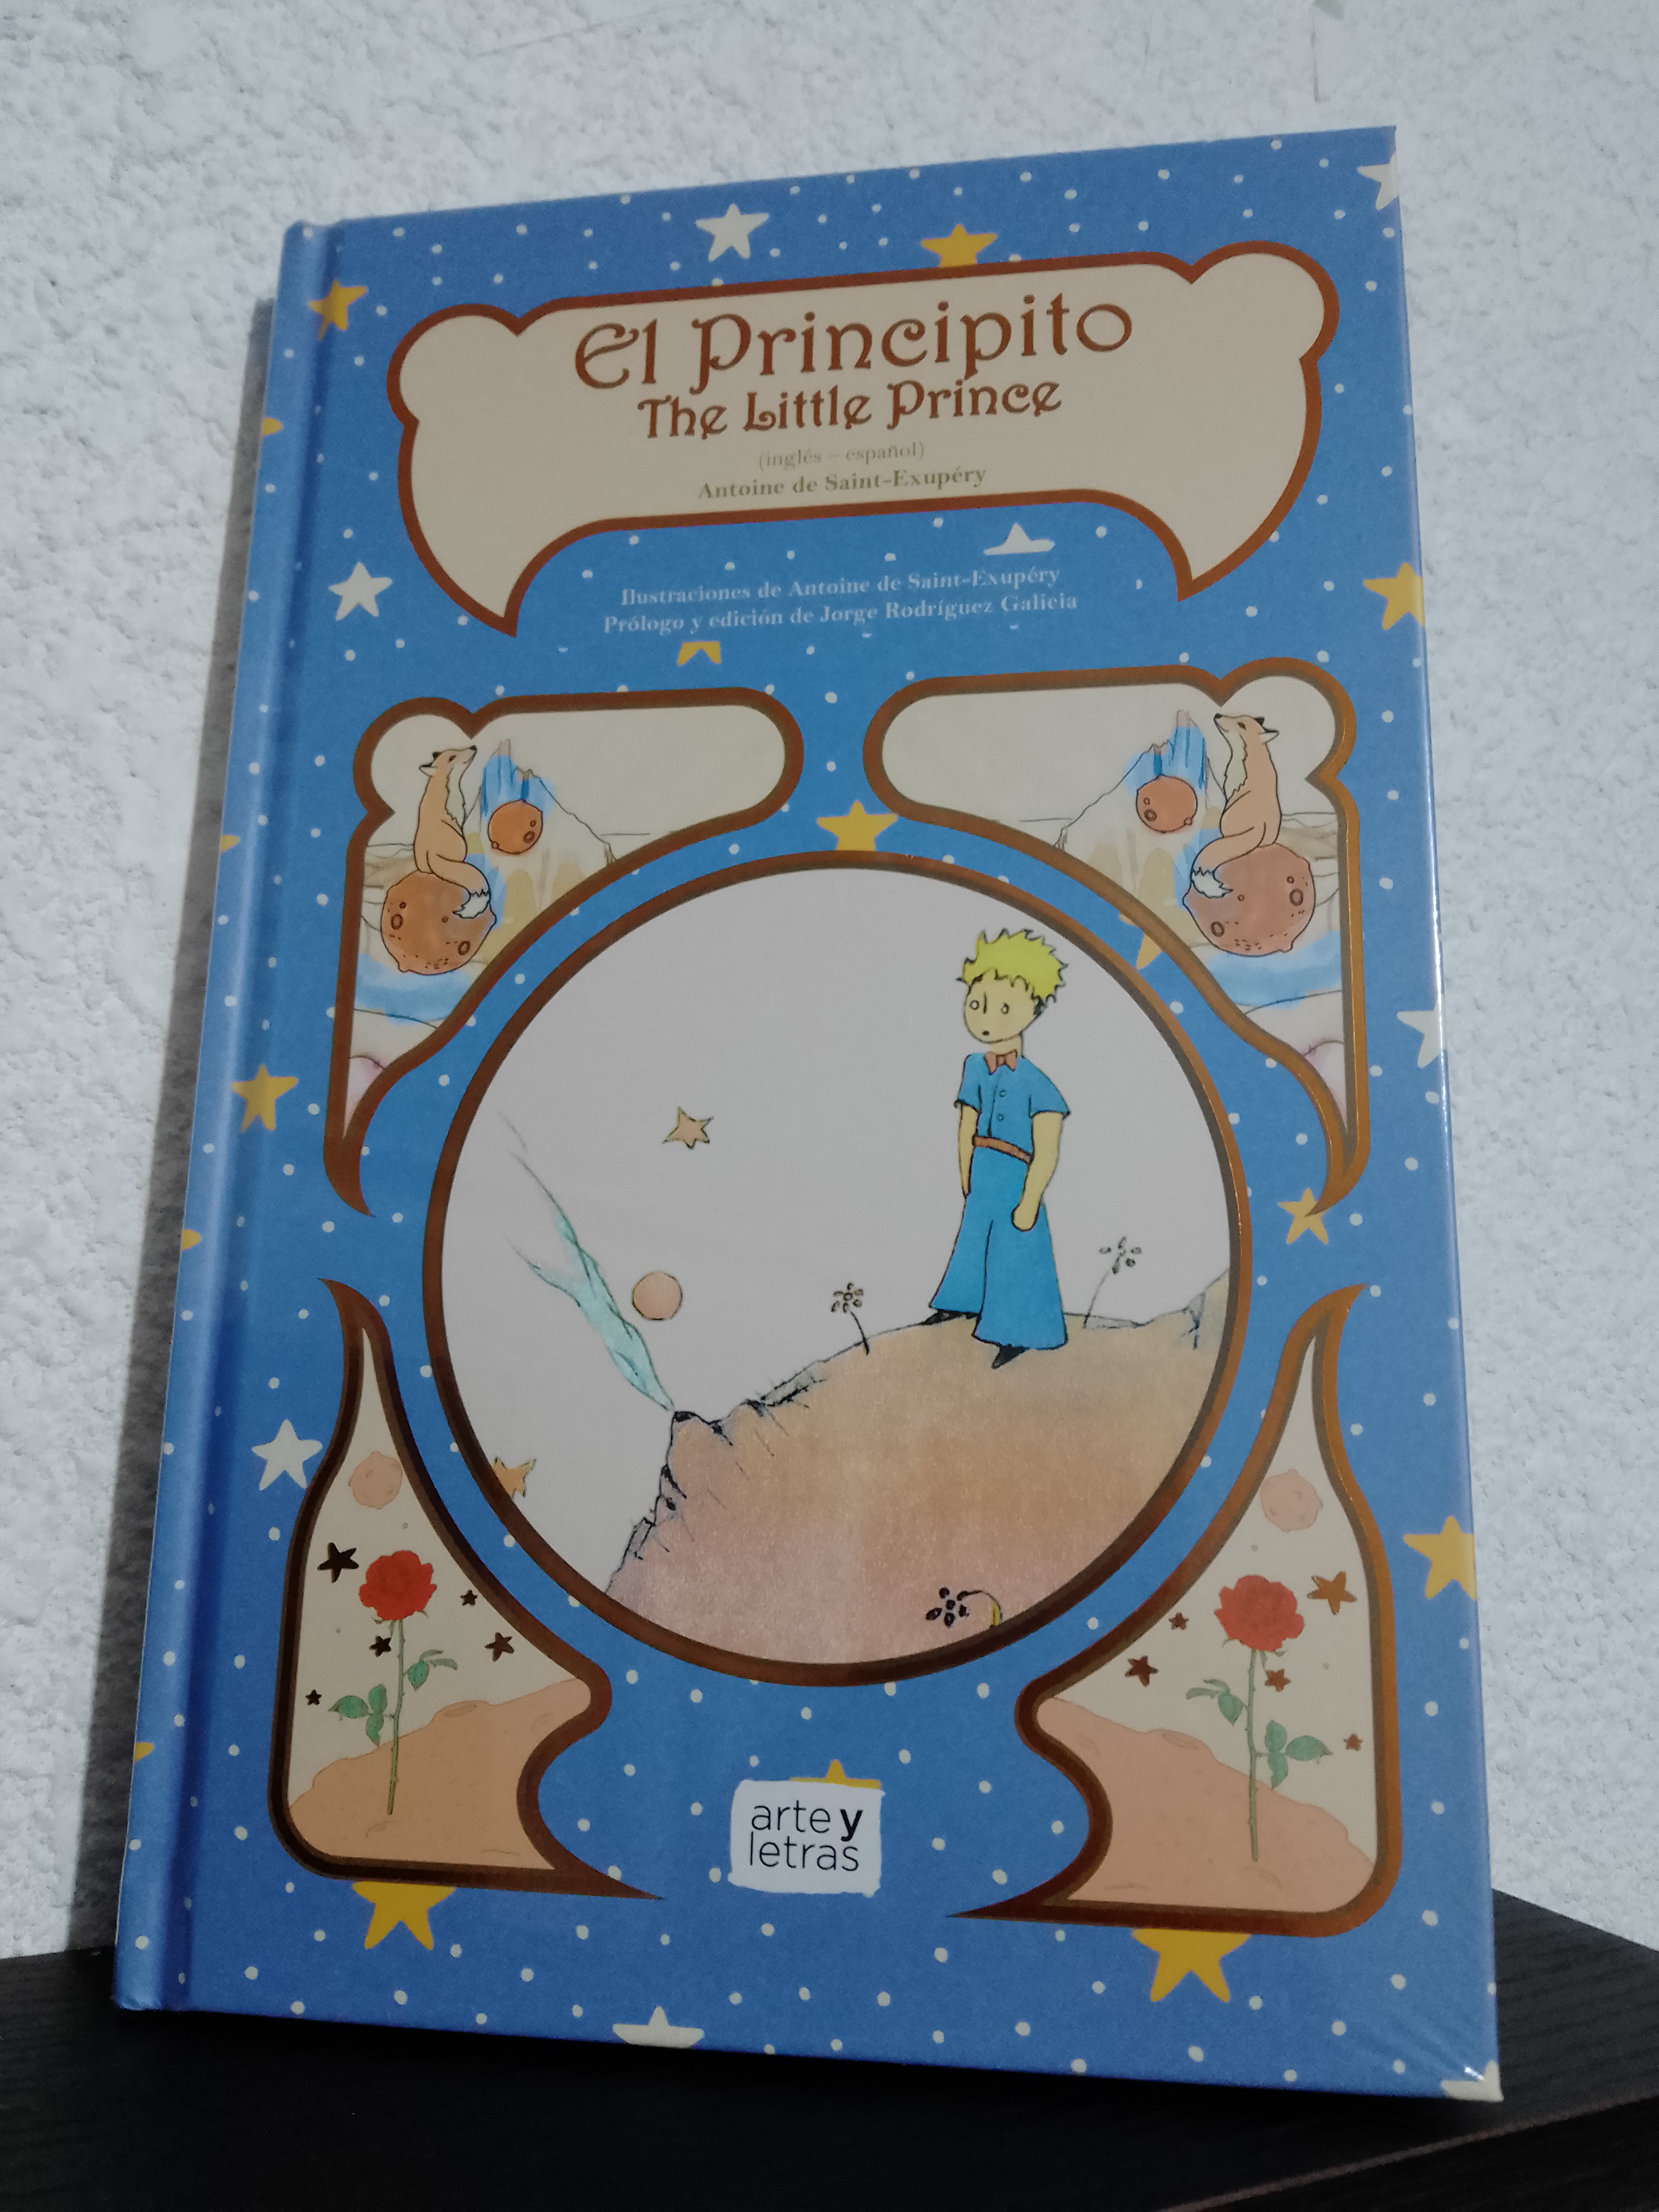 El Principito
The Little Prince
(inglés – español)
Antoine de Saint-Exupéry
Ilustraciones de Antoine de Saint-Exupéry
Prólogo y edición de Jorge Rodríguez Galicia
arte y
letras